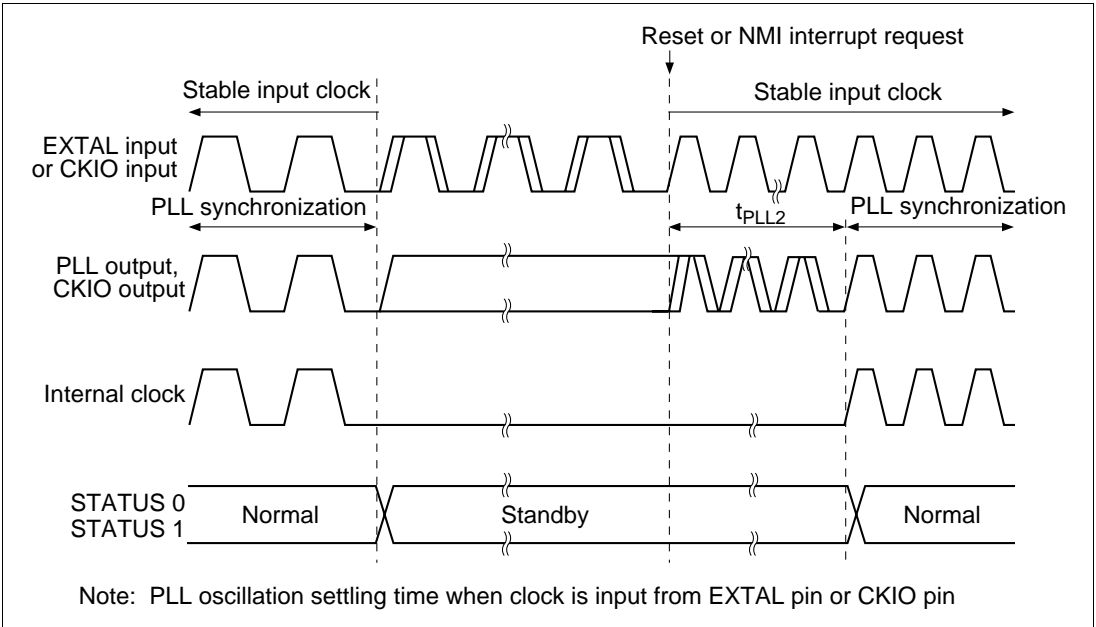 Reset or NMI interrupt request
Stable input clock
Stable input clock
EXTAL input
or CKIO input
PLL synchronization
tPLL2
PLL synchronization
PLL output,
CKIO output
Internal clock
STATUS 0
STATUS 1
Normal
Standby
Normal
Note: PLL oscillation settling time when clock is input from EXTAL pin or CKIO pin